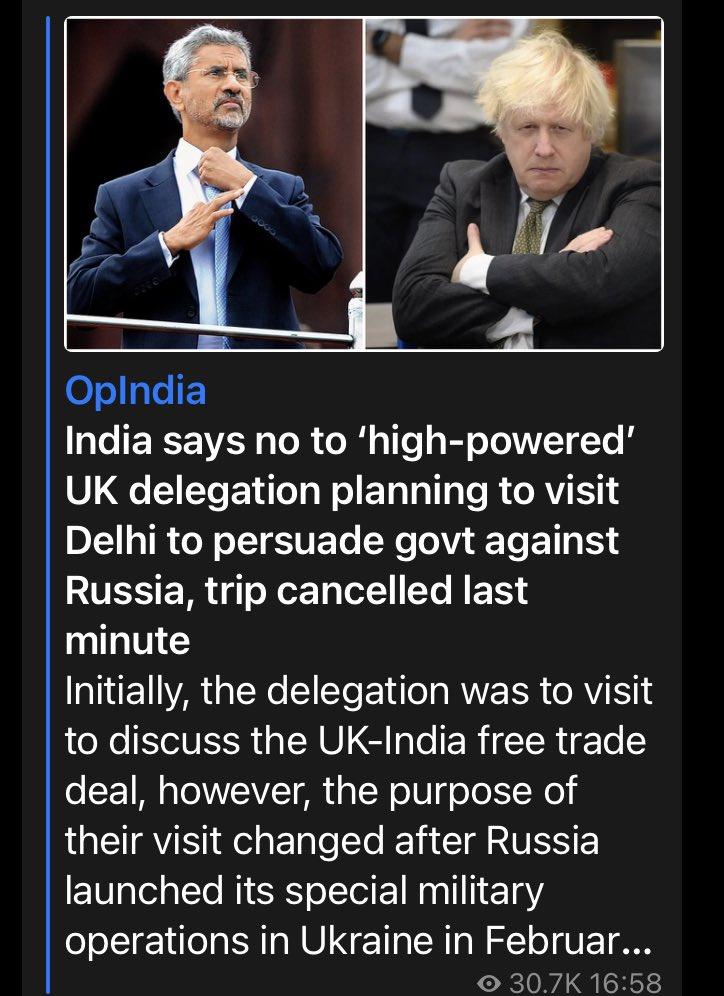 OpIndia
India says no to ‘high-powered’
UK delegation planning to visit
Delhi to persuade govt against
Russia, trip cancelled last
minute
Initially, the delegation was to visit
to discuss the UK-India free trade
deal, however, the purpose of
their visit changed after Russia
launched its special military
operations in Ukraine in Februar...
30.7K 16:58